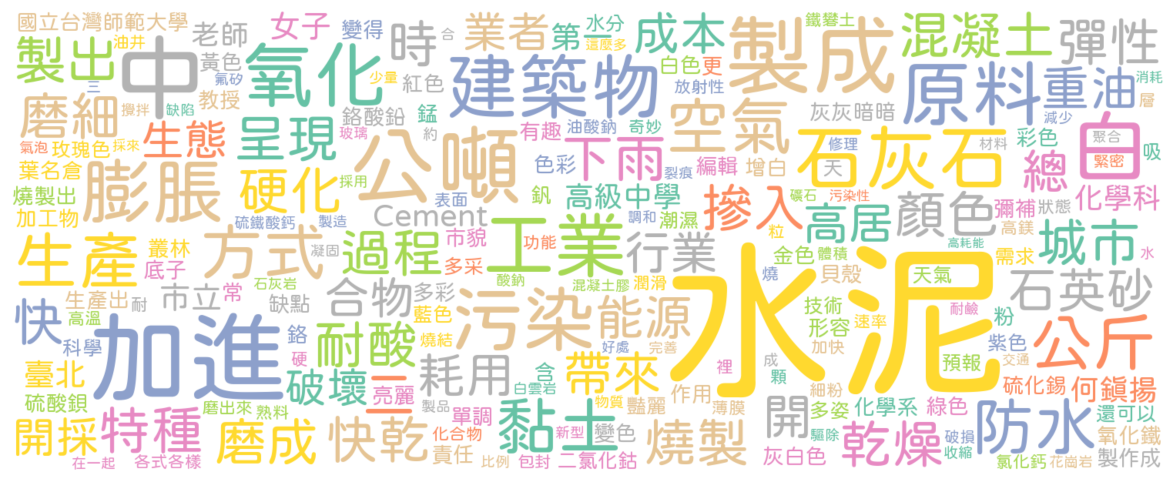 國立台灣師範大學
女子
變得
時
合
業者
第一
水分
這麼多
成本
製成
鐵礬土
混凝土
彈性
製出
油井
三
中
老師
黃色
氟矽
氧化
少量
紅色
建築物
白色
更
放射性
原料
重油
消耗
層
減少
磨細
攪拌
缺陷
教授
鉻酸鉛
錳
約
玻璃
空氣
灰灰暗暗
彩色
材料
聚合
緊密
白
吸
氣泡
玫瑰色
採來
生態
呈現
公噸
有趣
油酸鈉
奇妙
下雨
編輯
增白
修理
天
石灰石
總
化學科
葉名倉
燒製出
加工物
膨脹
硬化
採用
釩
色彩
裂痕
表面
高級中學
摻入
礦石
污染性
高居
顏色
彌補
狀態
高鎂
城市
硫鐵酸鈣
製造
Cement
調和
潮濕
粒
高耗能
水
生產
叢林
底子
方式
凝固
過程
市貌
多采
工業
功能
行業
金色
體積
貝殼
天氣
需求
石英砂
生產出
耐
市立
常
石灰岩
缺點
合物
多彩
藍色
酸鈉
混凝土膠
潤滑
燒
水泥
技術
形容
耐鹼
快
高溫
科學
加進
鉻
硬
耐酸
燒結
污染
能源
好處
完善
加快
速率
粉
紫色
預報
交通
公斤
臺北
硫酸鋇
破壞
亮麗
二
耗用
含
白雲岩
帶來
裡
作用
成
顆
細粉
硫化錫
何鎮揚
開採
特種
磨出來
熟料
磨成
快乾
製品
單調
化合物
責任
黏土
物質
豔麗
薄膜
新型
變色
燒製
開
多姿
化學系
綠色
驅除
乾燥
破損
收縮
防水
還可以
氧化鐵
製作成
在一起
各式各樣
比例
包封
二氯化鈷
灰白色
氯化鈣
花崗岩